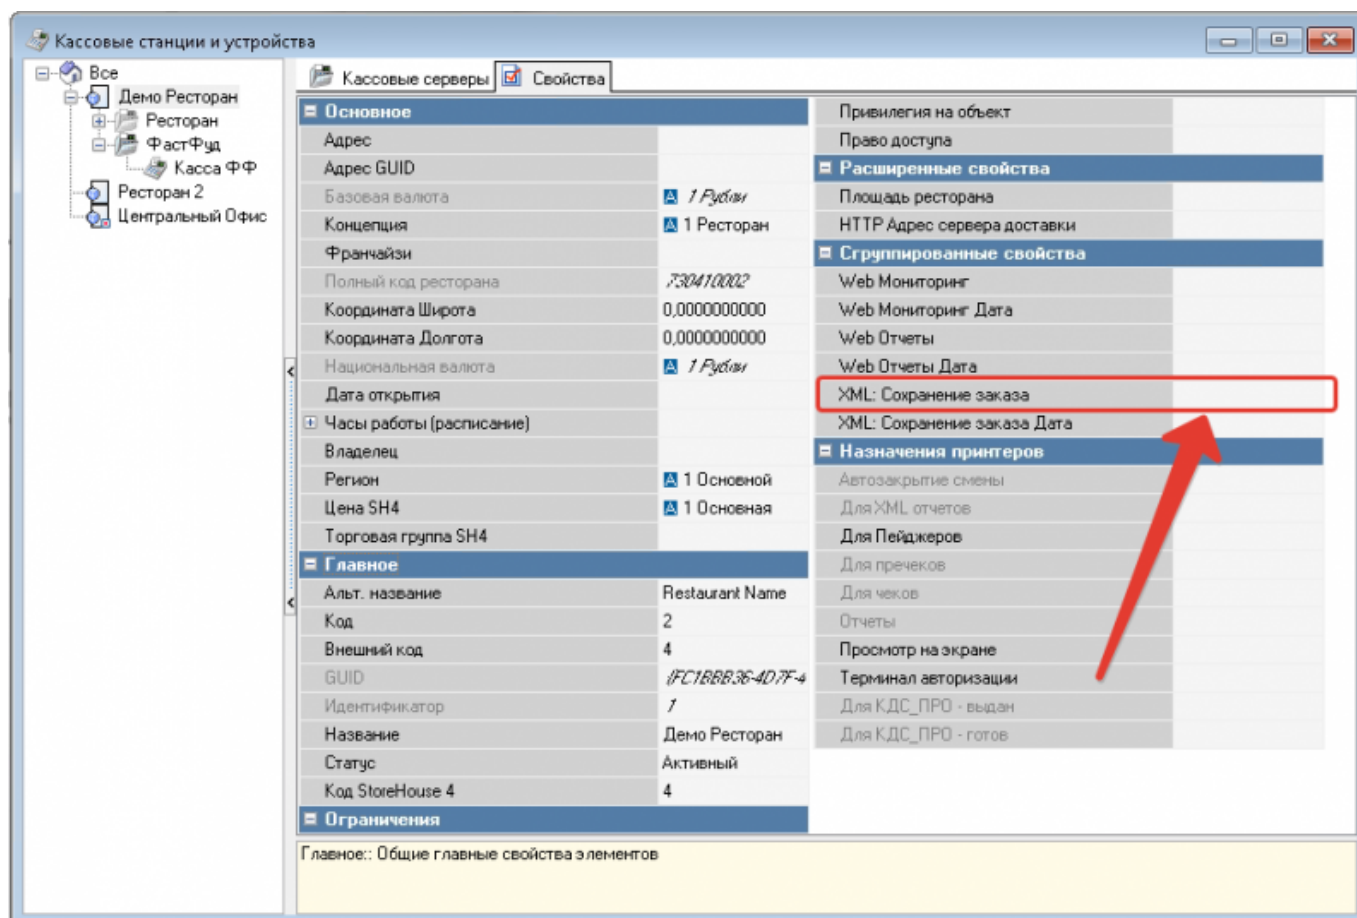 Кассовые станции и устройства
Все
Демо Ресторан
Ресторан
ФастФуд
Касса ФФ
Ресторан 2
Центральный Офис
Кассовые серверы
Свойства
Основное
Адрес
Адрес GUID
Базовая валюта 1 Рубли
Концепция 1 Ресторан
Франчайзи
Полный код ресторана 730410002
Координата Широта 0,0000000000
Координата Долгота 0,0000000000
Национальная валюта 1 Рубли
Дата открытия
Часы работы (расписание)
Владелец
Регион 1 Основной
Цена SH4 1 Основная
Торговая группа SH4
Главное
Альт. название Restaurant Name
Код 2
Внешний код 4
GUID {FC1BBB36-4D7F-4
Идентификатор 1
Название Демо Ресторан
Статус Активный
Код StoreHouse 4 4
Ограничения
Привилегия на объект
Право доступа
Расширенные свойства
Площадь ресторана
HTTP Адрес сервера доставки
Сгруппированные свойства
Web Мониторинг
Web Мониторинг Дата
Web Отчеты
Web Отчеты Дата
XML: Сохранение заказа
XML: Сохранение заказа Дата
Назначения принтеров
Автозакрытие смены
Для XML отчетов
Для Пейджеров
Для пречеков
Для чеков
Отчеты
Просмотр на экране
Терминал авторизации
Для КДС_ПРО - выдан
Для КДС_ПРО - готов
Главное:: Общие главные свойства элементов